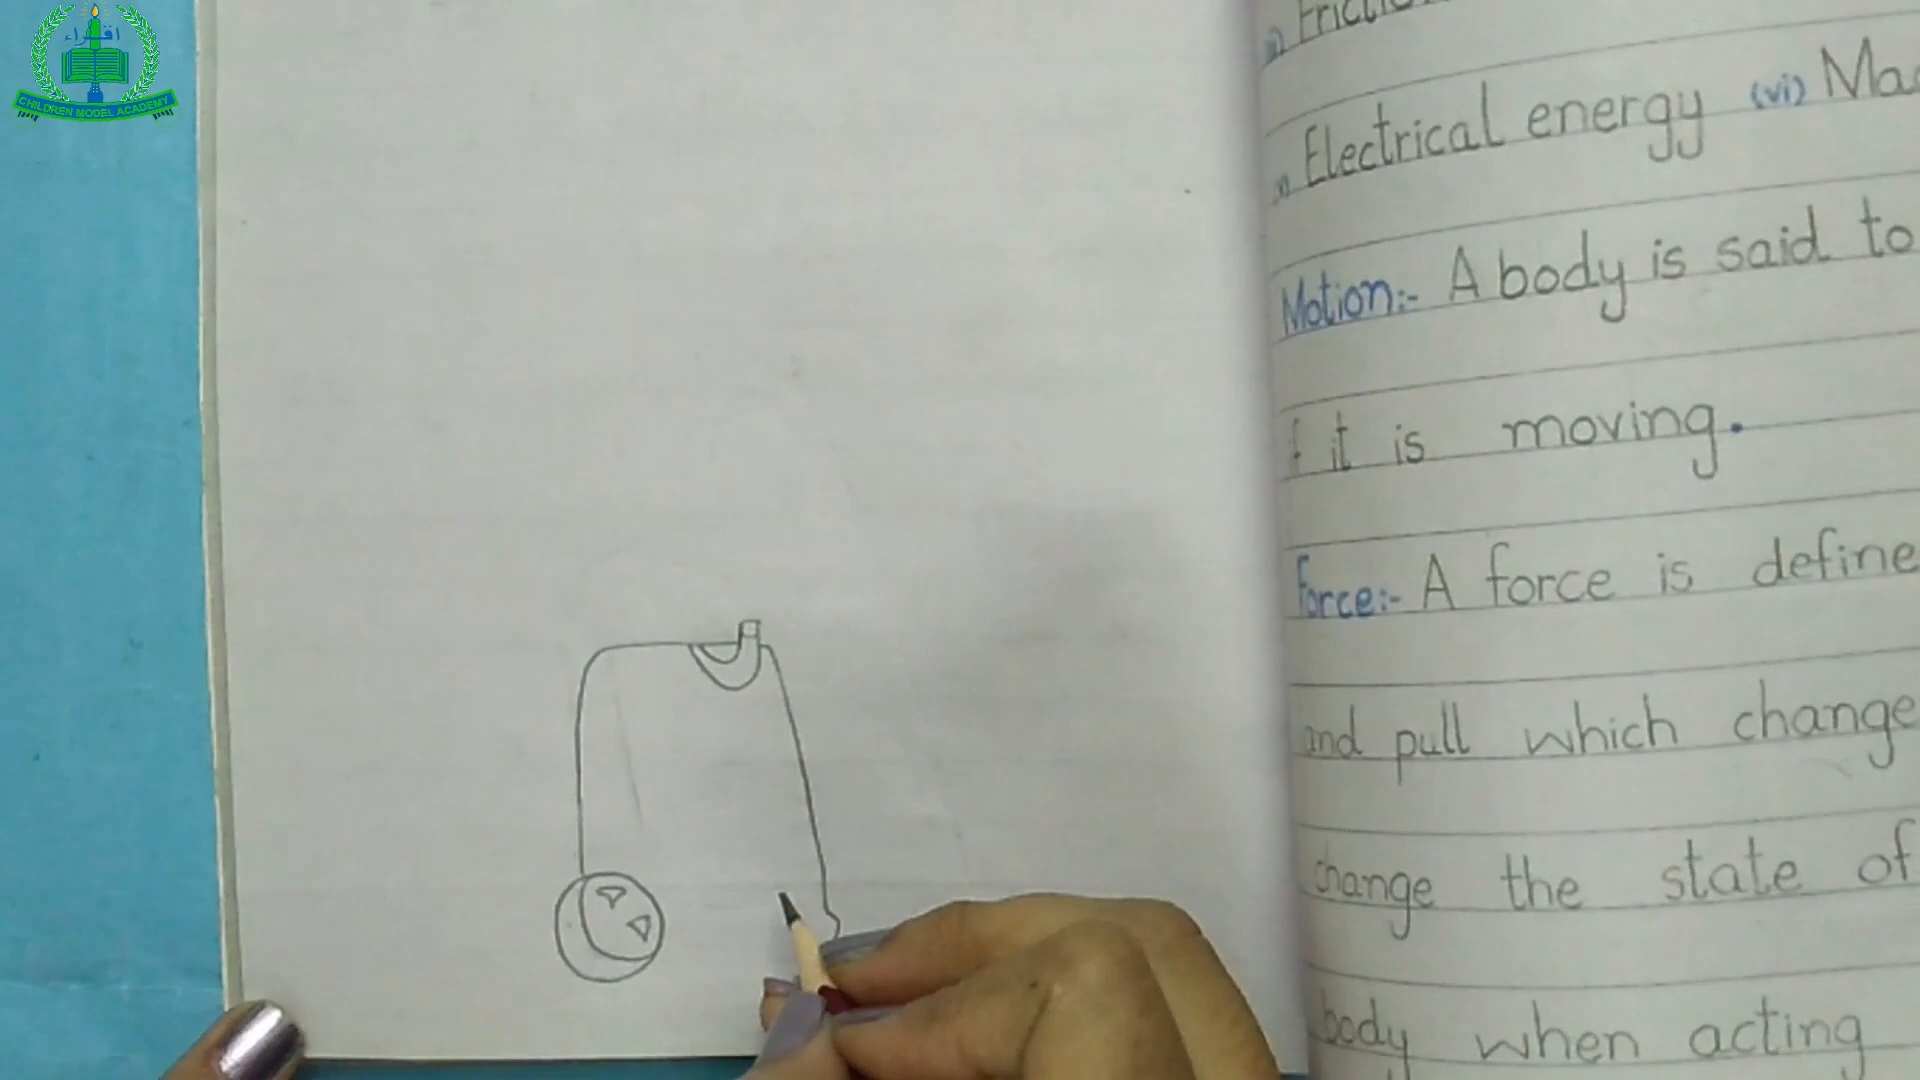 اقراء
CHILDREN MODEL ACADEMY
Electrical energy (vi)
Motion:- A body is said to
it is moving.
Force:- A force is define
and pull which change
change the state of
body when acting